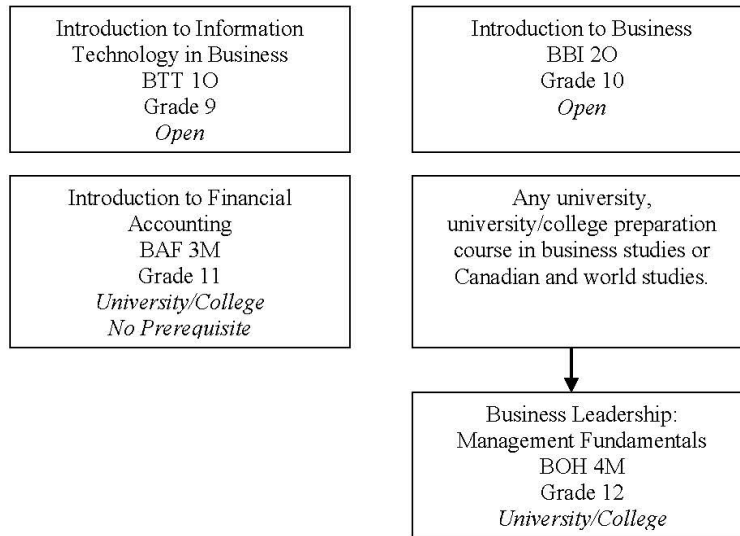 Introduction to Information
Technology in Business
BTT 1O
Grade 9
Open
Introduction to Business
BBI 2O
Grade 10
Open
Introduction to Financial
Accounting
BAF 3M
Grade 11
University/College
No Prerequisite
Any university,
university/college preparation
course in business studies or
Canadian and world studies.
Business Leadership:
Management Fundamentals
BOH 4M
Grade 12
University/College